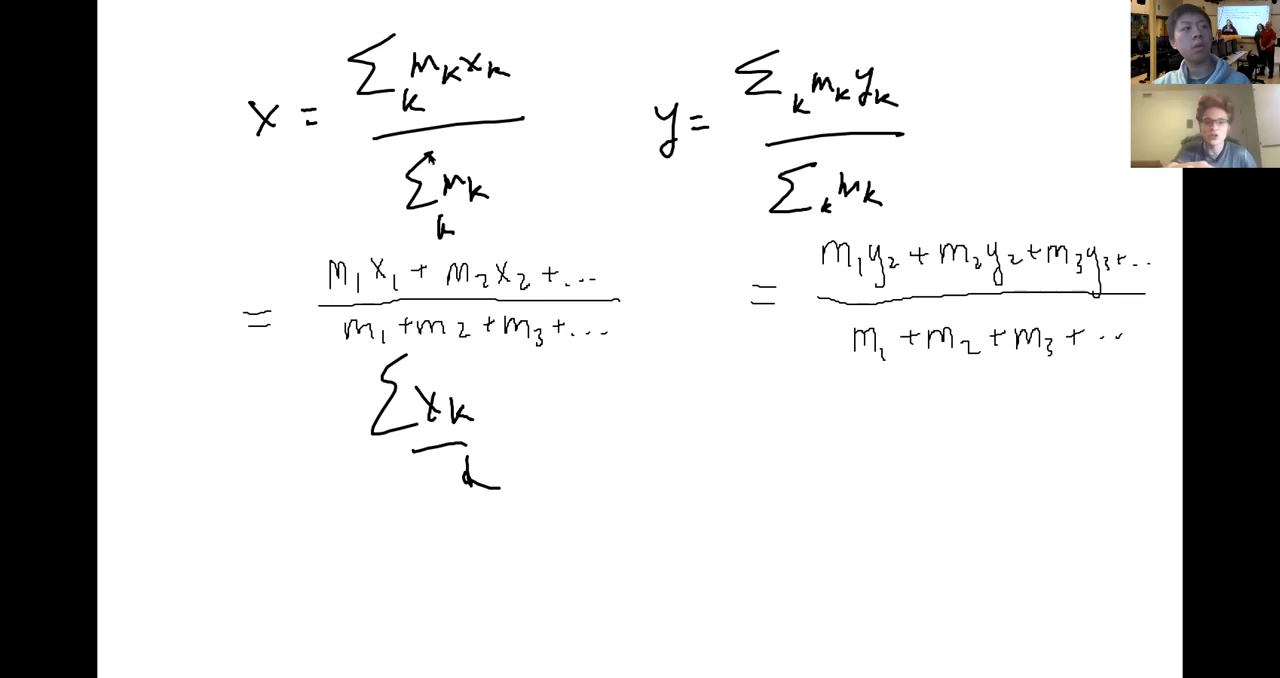 x = Σ_k m_k x_k / Σ_k m_k
y = Σ_k m_k y_k / Σ_k m_k
= m_1 x_1 + m_2 x_2 + ... / m_1 + m_2 + m_3 + ...
= m_1 y_2 + m_2 y_2 + m_3 y_3 + ... / m_1 + m_2 + m_3 + ...
Σ x_k /